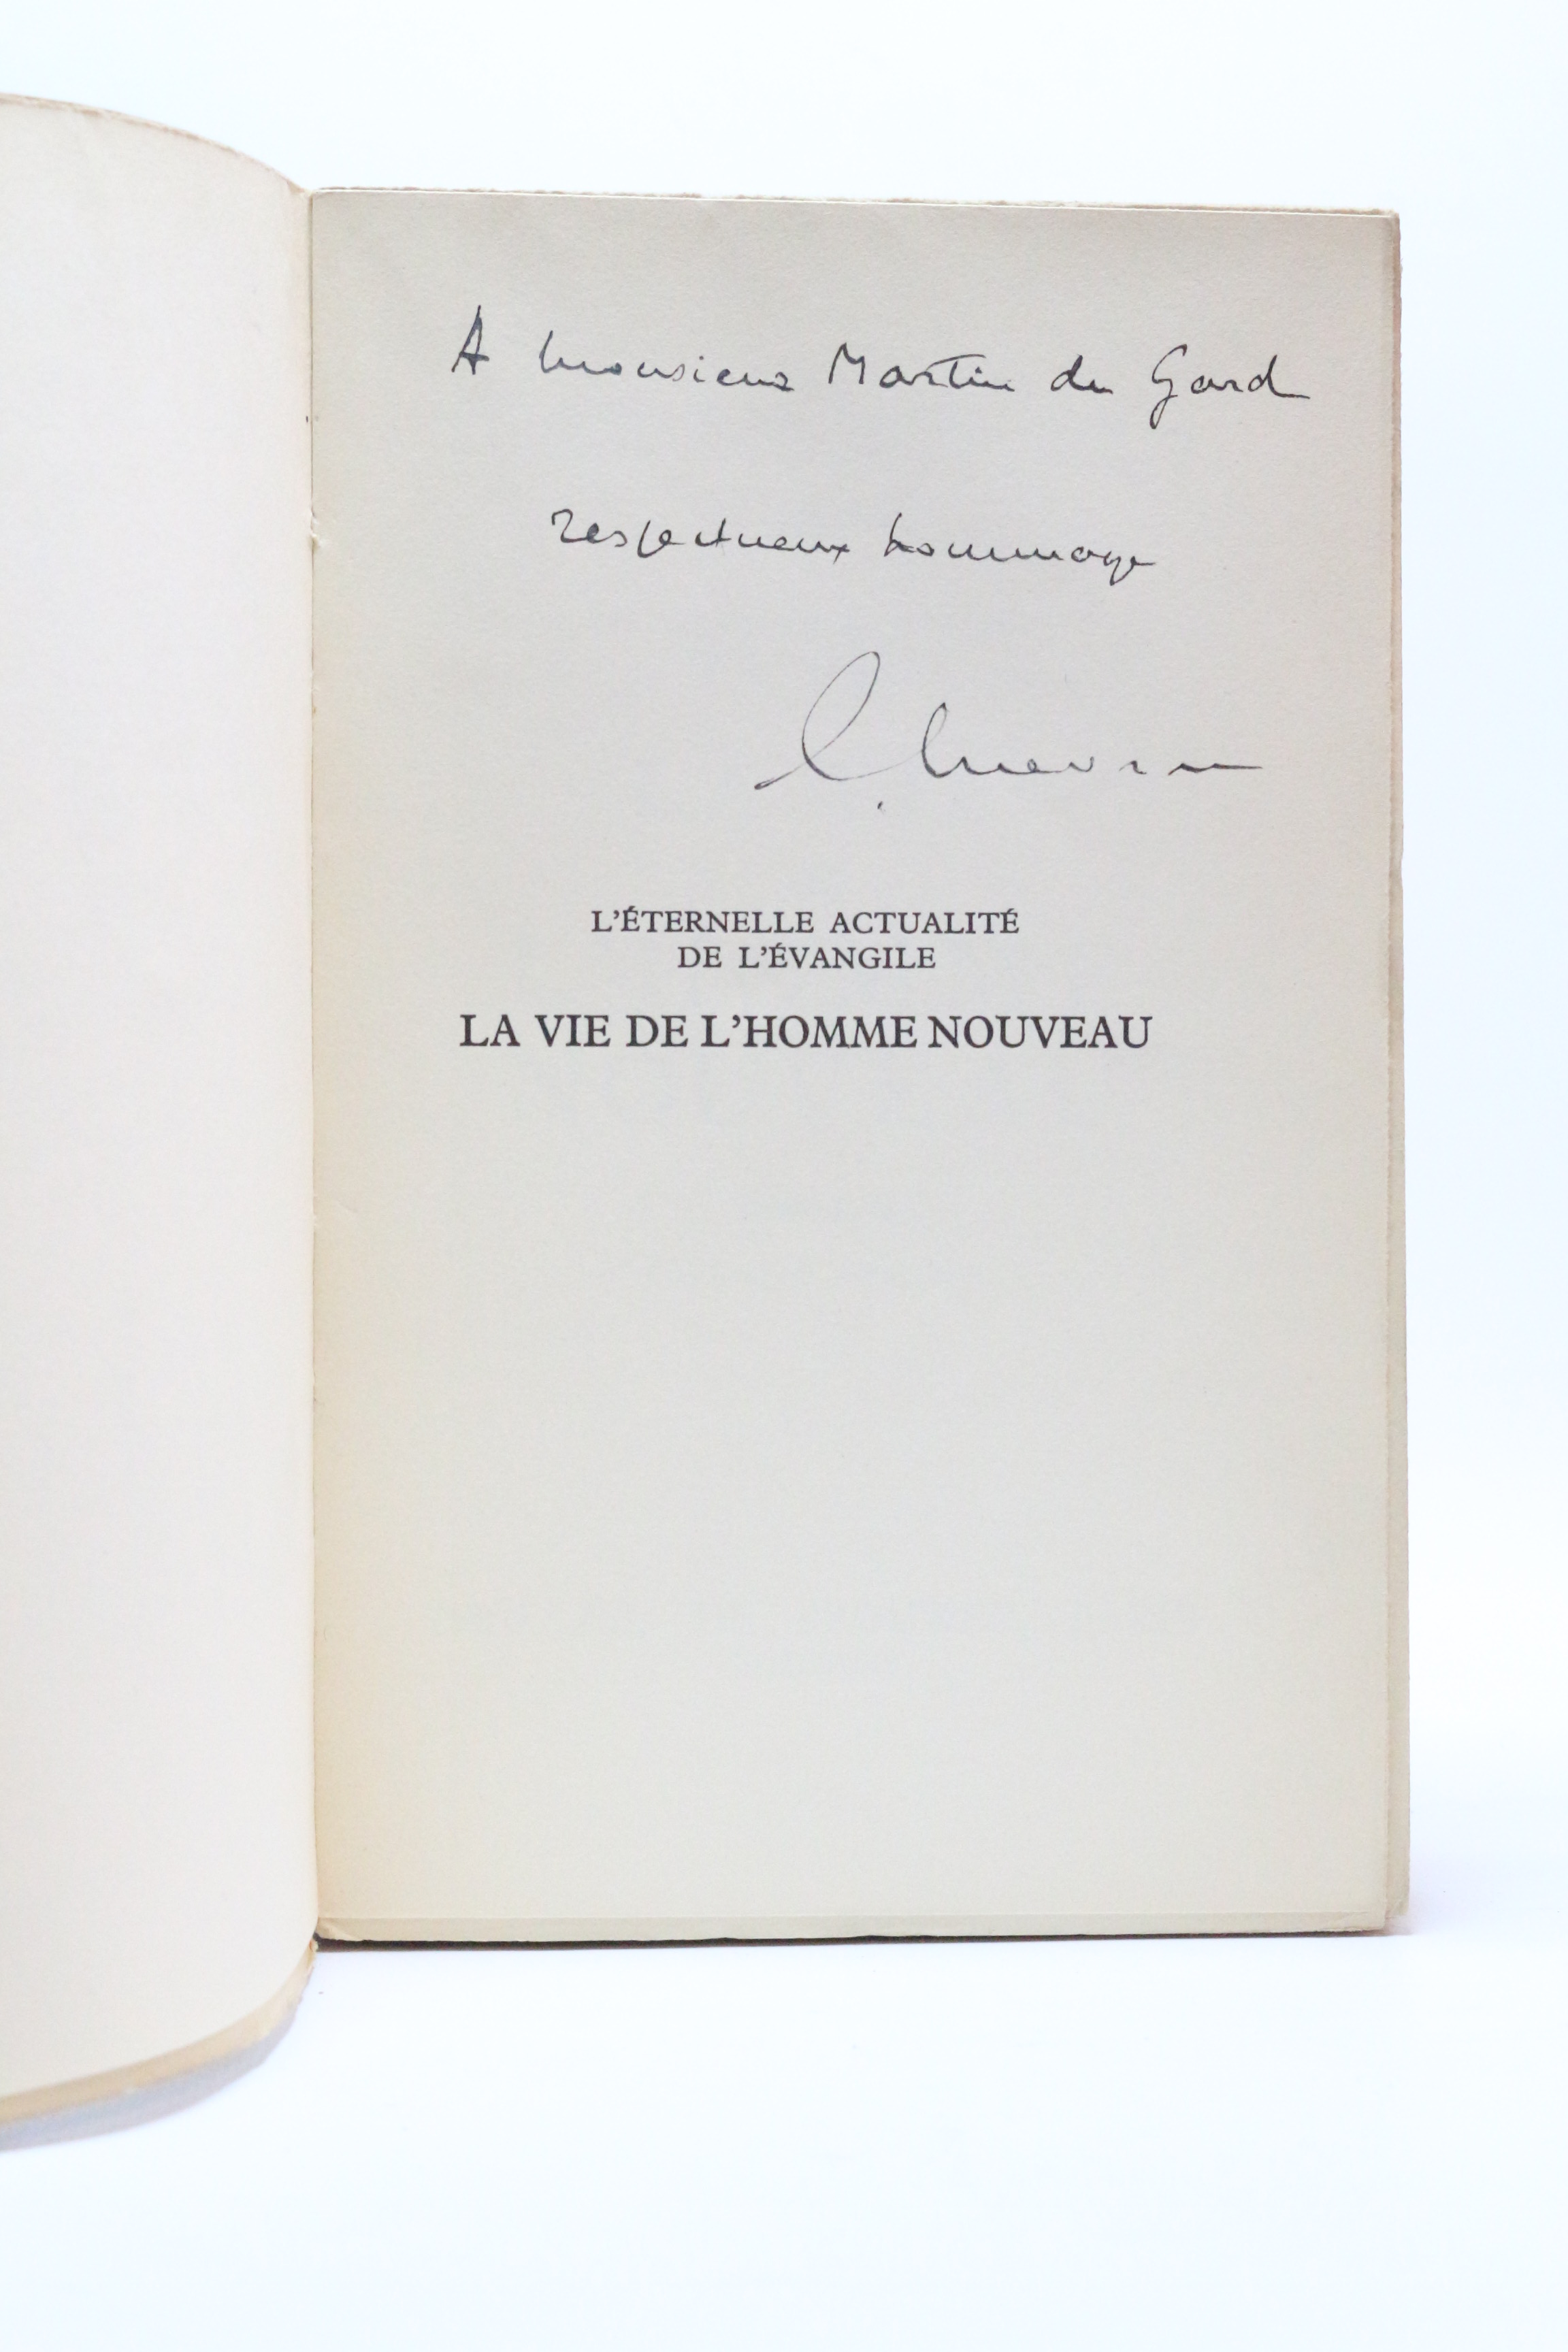 A Monsieur Martin du Gard
respectueux hommage
L'ÉTERNELLE ACTUALITÉ
DE L'ÉVANGILE
LA VIE DE L'HOMME NOUVEAU